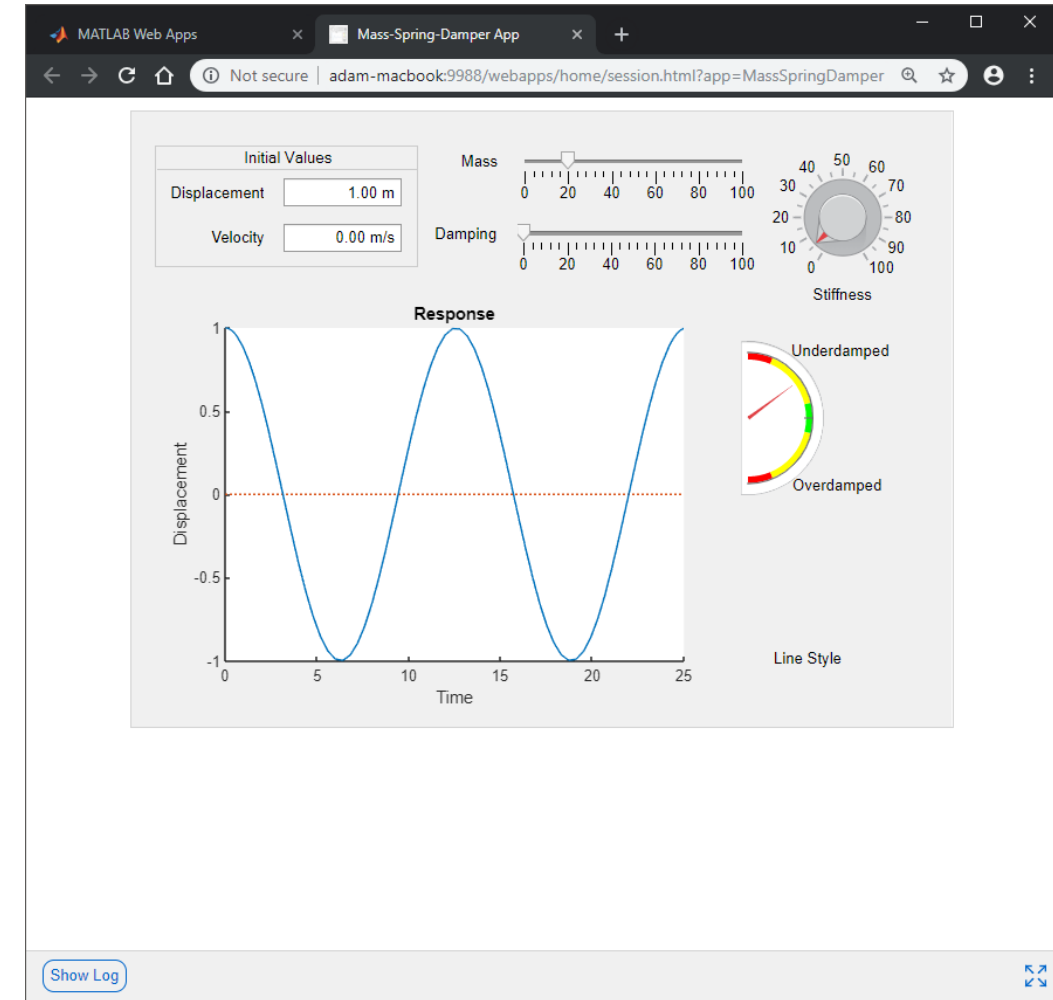 MATLAB Web Apps
Mass-Spring-Damper App
Not secure | adam-macbook:9988/webapps/home/session.html?app=MassSpringDamper
Initial Values
Displacement 1.00 m
Velocity 0.00 m/s
Mass
0 20 40 60 80 100
Damping
0 20 40 60 80 100
0 10 20 30 40 50 60 70 80 90 100
Stiffness
Response
1
0.5
0
-0.5
-1
Displacement
0 5 10 15 20 25
Time
Underdamped
Overdamped
Line Style
Show Log